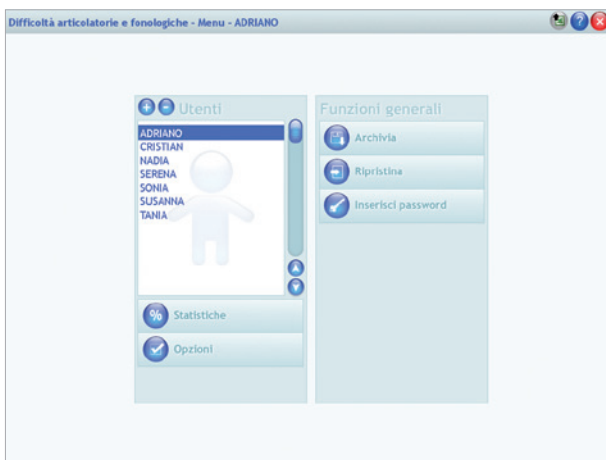 Difficoltà articolatorie e fonologiche - Menu - ADRIANO
Utenti
ADRIANO
CRISTIAN
NADIA
SERENA
SONIA
SUSANNA
TANIA
% Statistiche
Opzioni
Funzioni generali
Archivia
Ripristina
Inserisci password